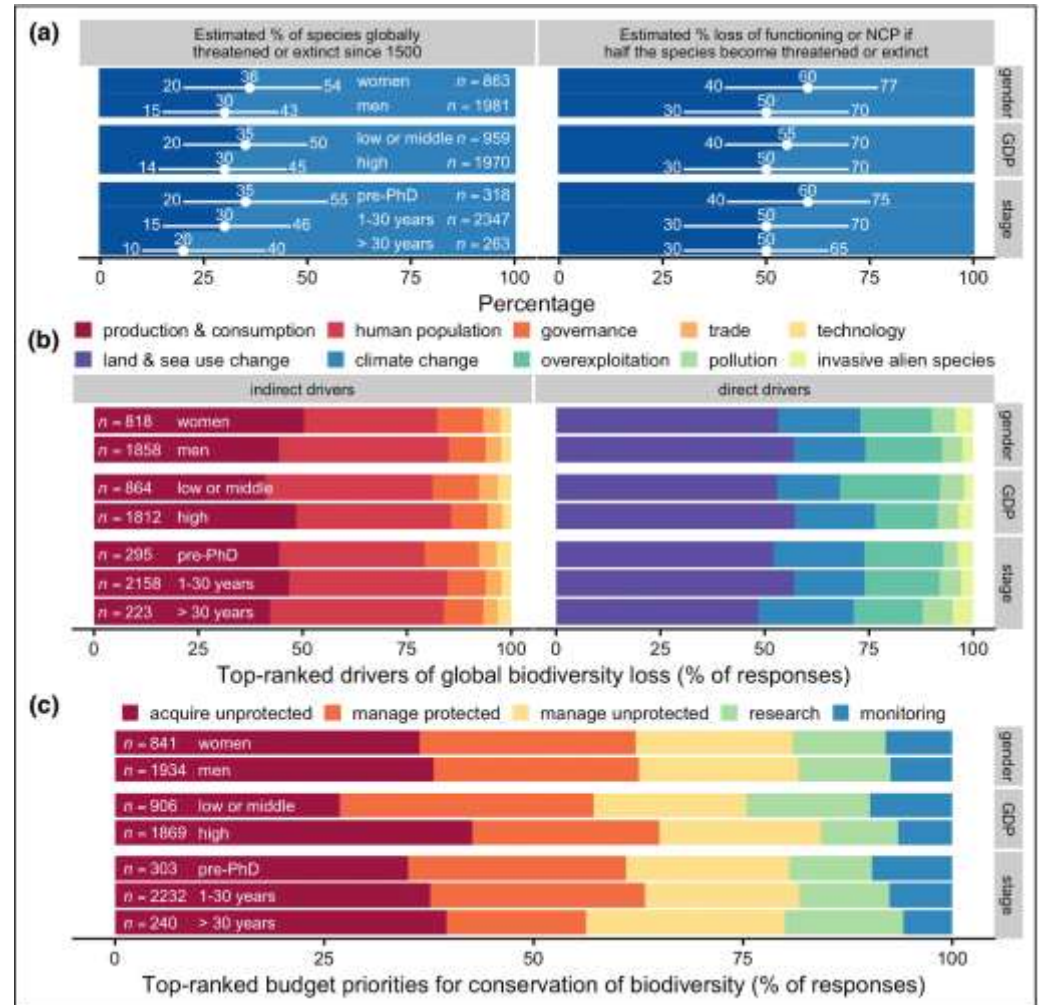 (a)
Estimated % of species globally
threatened or extinct since 1500
Estimated % loss of functioning or NCP if
half the species become threatened or extinct
20 36 54 women n = 863 40 60 77
15 30 43 men n = 1981 30 50 70
gender
20 35 50 low or middle n = 959 40 55 70
14 30 45 high n = 1970 30 50 70
GDP
20 35 55 pre-PhD n = 318 40 60 75
15 30 46 1-30 years n = 2347 30 50 70
10 20 40 > 30 years n = 263 30 50 65
stage
0 25 50 75 100 0 25 50 75 100
Percentage
(b)
production & consumption human population governance trade technology
land & sea use change climate change overexploitation pollution invasive alien species
indirect drivers direct drivers
n = 818 women
n = 1858 men
gender
n = 864 low or middle
n = 1812 high
GDP
n = 295 pre-PhD
n = 2158 1-30 years
n = 223 > 30 years
stage
0 25 50 75 100 0 25 50 75 100
Top-ranked drivers of global biodiversity loss (% of responses)
(c)
acquire unprotected manage protected manage unprotected research monitoring
n = 841 women
n = 1934 men
gender
n = 906 low or middle
n = 1869 high
GDP
n = 303 pre-PhD
n = 2232 1-30 years
n = 240 > 30 years
stage
0 25 50 75 100
Top-ranked budget priorities for conservation of biodiversity (% of responses)